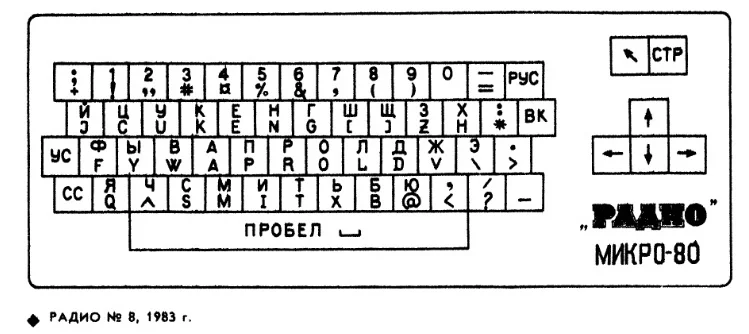 ; 1 2 3 4 5 6 7 8 9 0 — РУС
+ ! ,, # ¤ % & ' ( ) =
Й Ц У К Е Н Г Ш Щ З Х : ВК
J C U K E N G [ ] Z H *
УС Ф Ы В А П Р О Л Д Ж Э .
F Y W A P R O L D V \ >
СС Я Ч С М И Т Ь Б Ю , / _
Q ^ S M I T X B @ < ?
ПРОБЕЛ ⌴
↖ СТР
↑
← ↓ →
„РАДИО"
МИКРО-80
◆ РАДИО № 8, 1983 г.